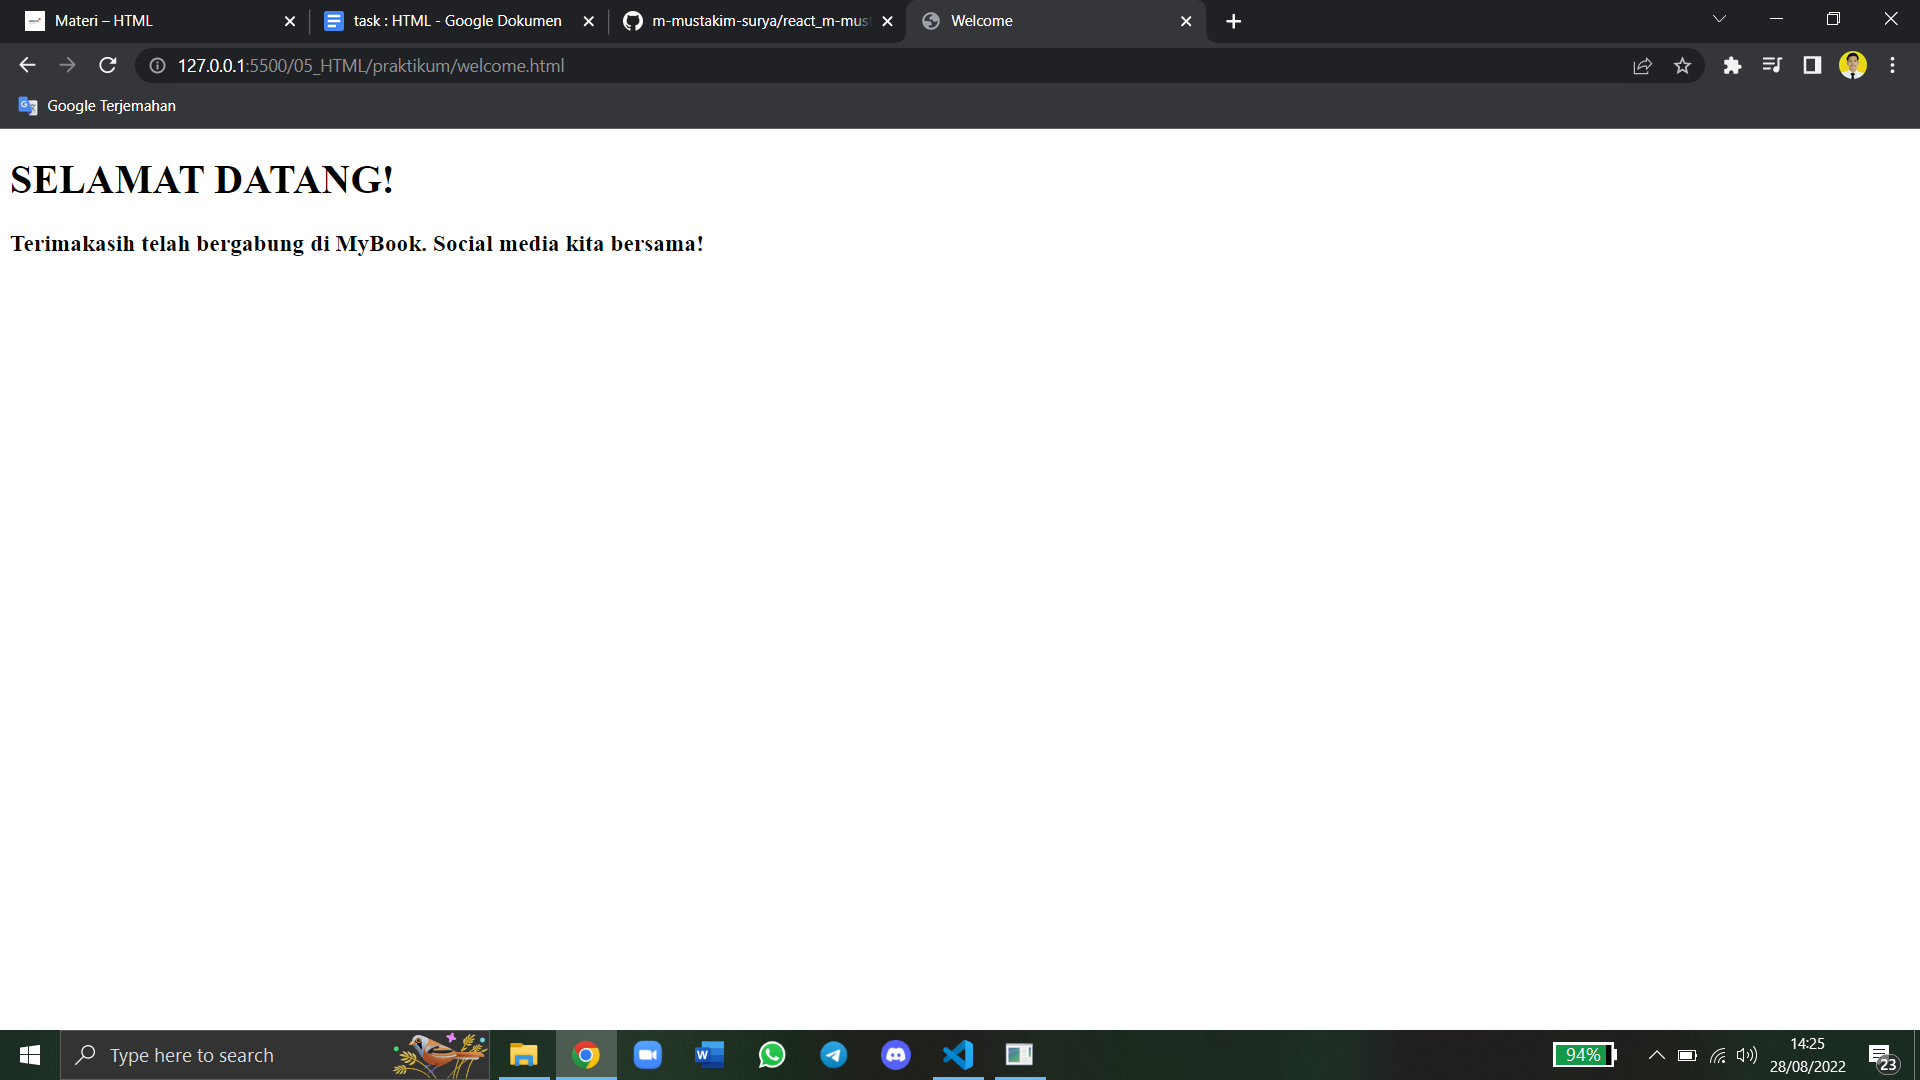 Materi – HTML
task : HTML - Google Dokumen
m-mustakim-surya/react_m-mus
Welcome
127.0.0.1:5500/05_HTML/praktikum/welcome.html
Google Terjemahan
SELAMAT DATANG!
Terimakasih telah bergabung di MyBook. Social media kita bersama!
Type here to search
94%
14:25
28/08/2022
23